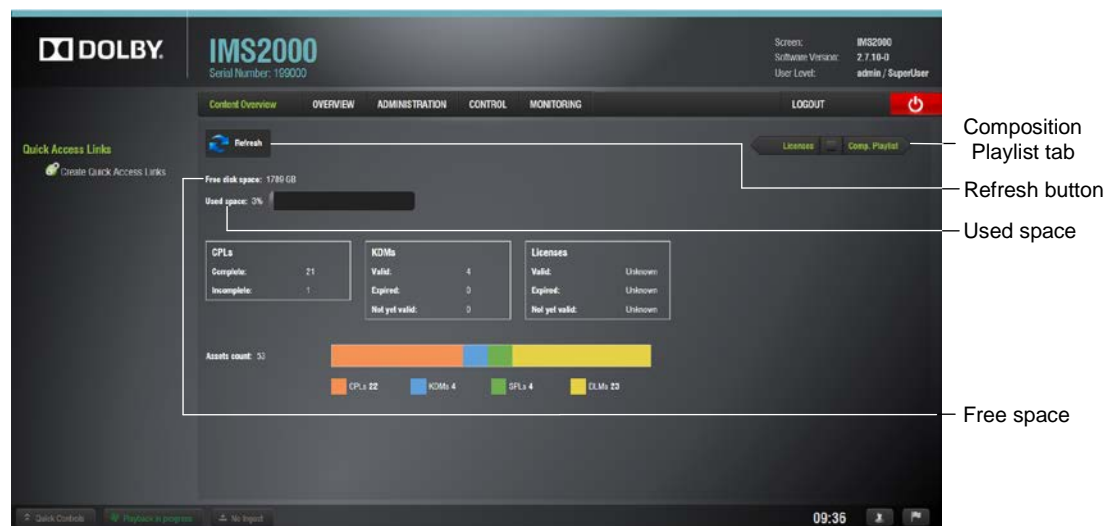 DOLBY.
IMS2000
Serial Number: 199000
Screen: IMS2000
Software Version: 2.7.10-0
User Level: admin / SuperUser
Content Overview OVERVIEW ADMINISTRATION CONTROL MONITORING LOGOUT
Quick Access Links
Create Quick Access Links
Refresh
Licenses Comp. Playlist
Composition
Playlist tab
Refresh button
Free disk space: 1789 GB
Used space: 3%
Used space
CPLs
Complete: 21
Incomplete: 1
KDMs
Valid: 4
Expired: 0
Not yet valid: 0
Licenses
Valid: Unknown
Expired: Unknown
Not yet valid: Unknown
Assets count: 53
CPLs 22 KDMs 4 SPLs 4 DLMs 23
Free space
Quick Controls Playback in progress No Ingest 09:36